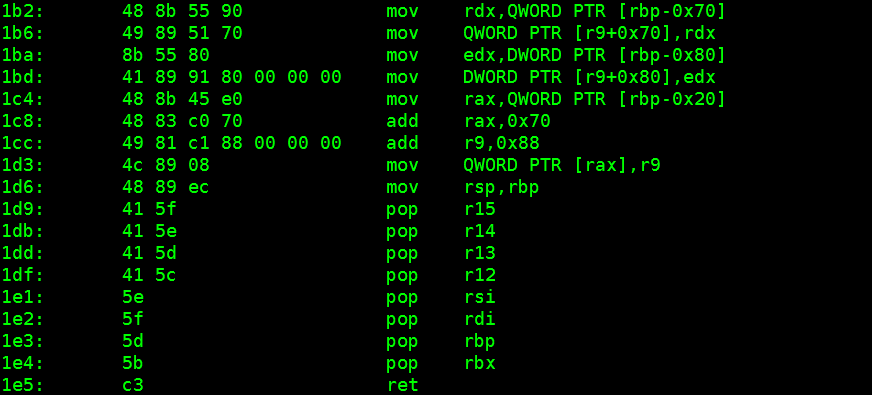 1b2: 48 8b 55 90 mov rdx,QWORD PTR [rbp-0x70]
1b6: 49 89 51 70 mov QWORD PTR [r9+0x70],rdx
1ba: 8b 55 80 mov edx,DWORD PTR [rbp-0x80]
1bd: 41 89 91 80 00 00 00 mov DWORD PTR [r9+0x80],edx
1c4: 48 8b 45 e0 mov rax,QWORD PTR [rbp-0x20]
1c8: 48 83 c0 70 add rax,0x70
1cc: 49 81 c1 88 00 00 00 add r9,0x88
1d3: 4c 89 08 mov QWORD PTR [rax],r9
1d6: 48 89 ec mov rsp,rbp
1d9: 41 5f pop r15
1db: 41 5e pop r14
1dd: 41 5d pop r13
1df: 41 5c pop r12
1e1: 5e pop rsi
1e2: 5f pop rdi
1e3: 5d pop rbp
1e4: 5b pop rbx
1e5: c3 ret